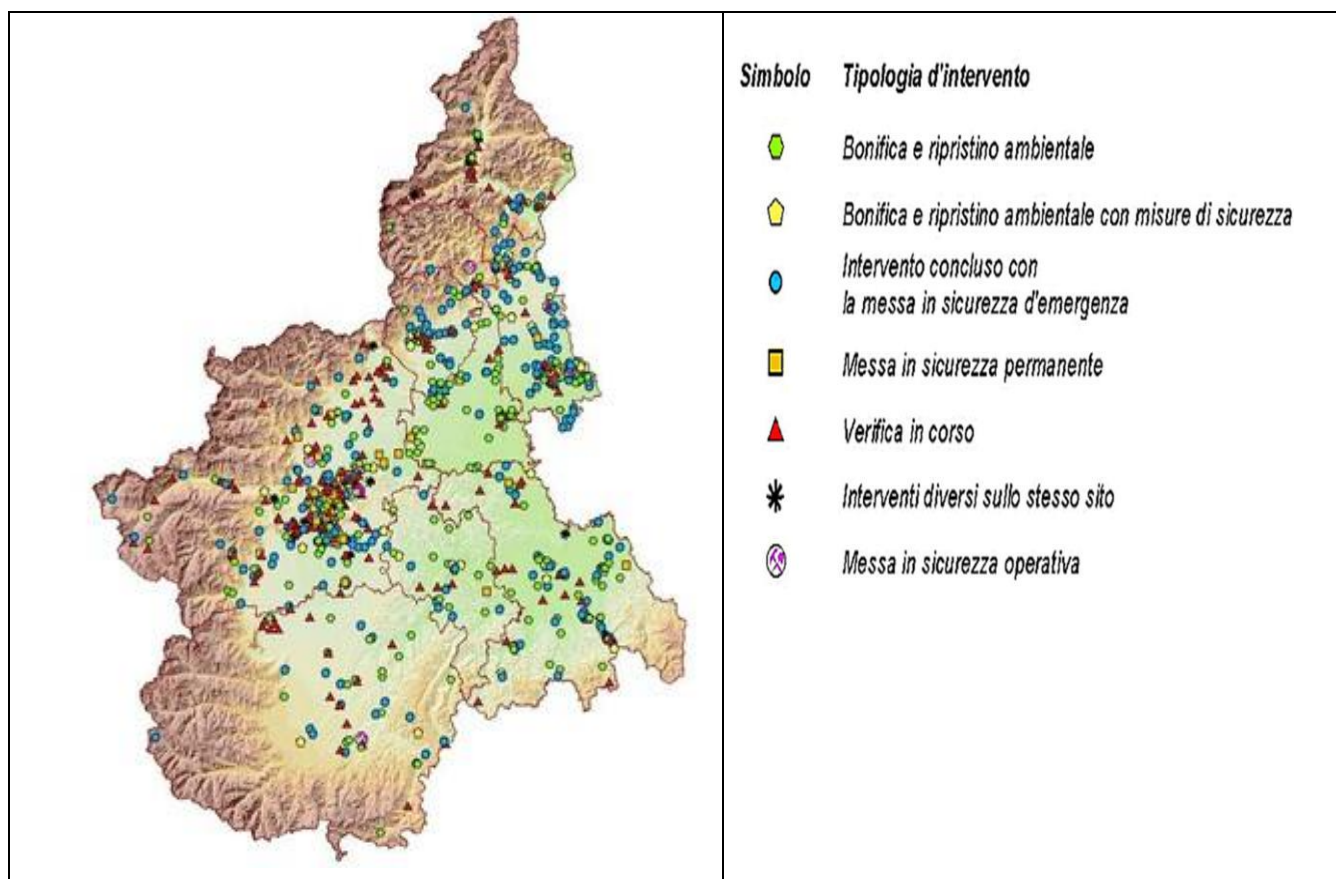 Simbolo Tipologia d'intervento
Bonifica e ripristino ambientale
Bonifica e ripristino ambientale con misure di sicurezza
Intervento concluso con
la messa in sicurezza d'emergenza
Messa in sicurezza permanente
Verifica in corso
Interventi diversi sullo stesso sito
Messa in sicurezza operativa